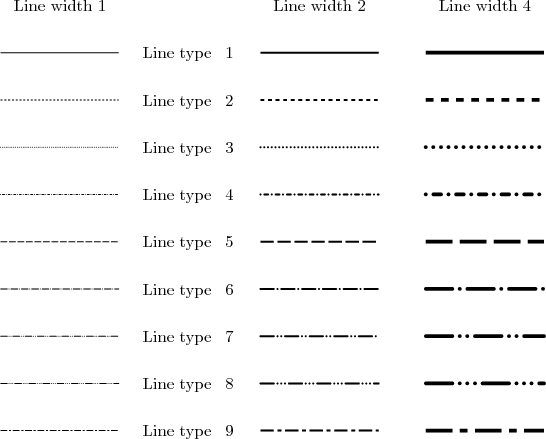 Line width 1 Line width 2 Line width 4
Line type 1
Line type 2
Line type 3
Line type 4
Line type 5
Line type 6
Line type 7
Line type 8
Line type 9